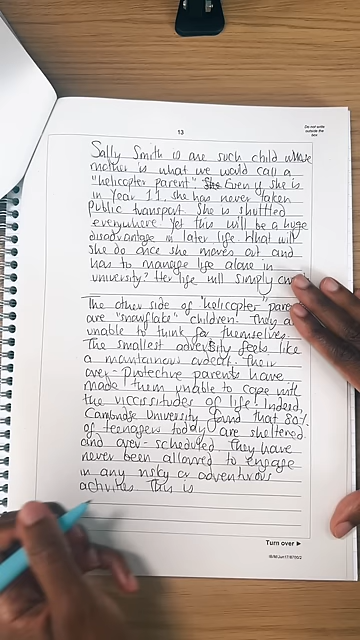 13
Do not write
outside the
box
Sally Smith is are such child whose
mother is what we would call a
"helicopter parent". She Even if she is
in Year 11, she has never taken
Public transport. She is shuttled
everywhere! Yet this will be a huge
disadvantage in later life. What will
she do once she moves out and
has to manage life alone in
university? Her life will simply
The other side of "helicopter"
are "snowflake" children! They
unable to think for themselves.
The smallest adversity feels like
a mountainous ordeal. Their
over-Protective parents have
made them unable to cope with
the viccissitudes of life! Indeed,
Cambridge University found that 80%
of teenagers today are sheltered
and over-scheduled. They have
never been allowed to engage
in any risky or adventurous
activities. This is
Turn over ►
IB/M/Jun17/8700/2